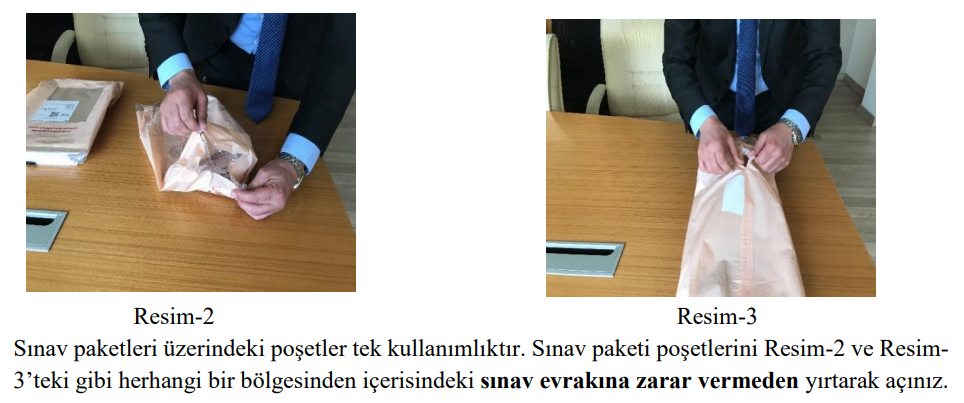 Resim-2
Resim-3
Sınav paketleri üzerindeki poşetler tek kullanımlıktır. Sınav paketi poşetlerini Resim-2 ve Resim-
3’teki gibi herhangi bir bölgesinden içerisindeki sınav evrakına zarar vermeden yırtarak açınız.